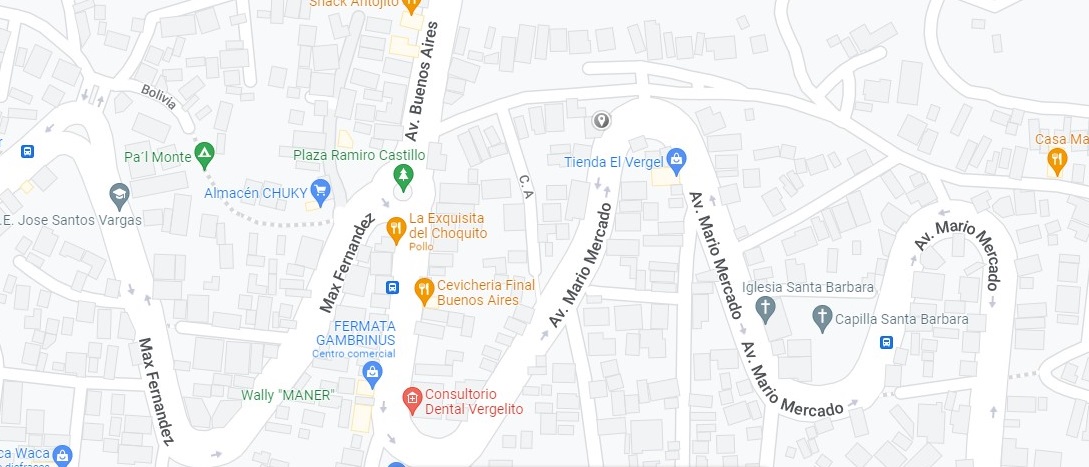 Snack Antojito
Av. Buenos Aires
Bolivia
Pa´l Monte
Plaza Ramiro Castillo
Almacén CHUKY
.E. Jose Santos Vargas
La Exquisita
del Choquito
Pollo
Max Fernandez
C. A
Tienda El Vergel
Casa Ma
Av. Mario Mercado
Av. Mario Mercado
Av. Mario Mercado
Cevicheria Final
Buenos Aires
Iglesia Santa Barbara
Capilla Santa Barbara
FERMATA
GAMBRINUS
Centro comercial
Max Fernandez
Av. Mario Mercado
Wally "MANER"
Consultorio
Dental Vergelito
ca Waca